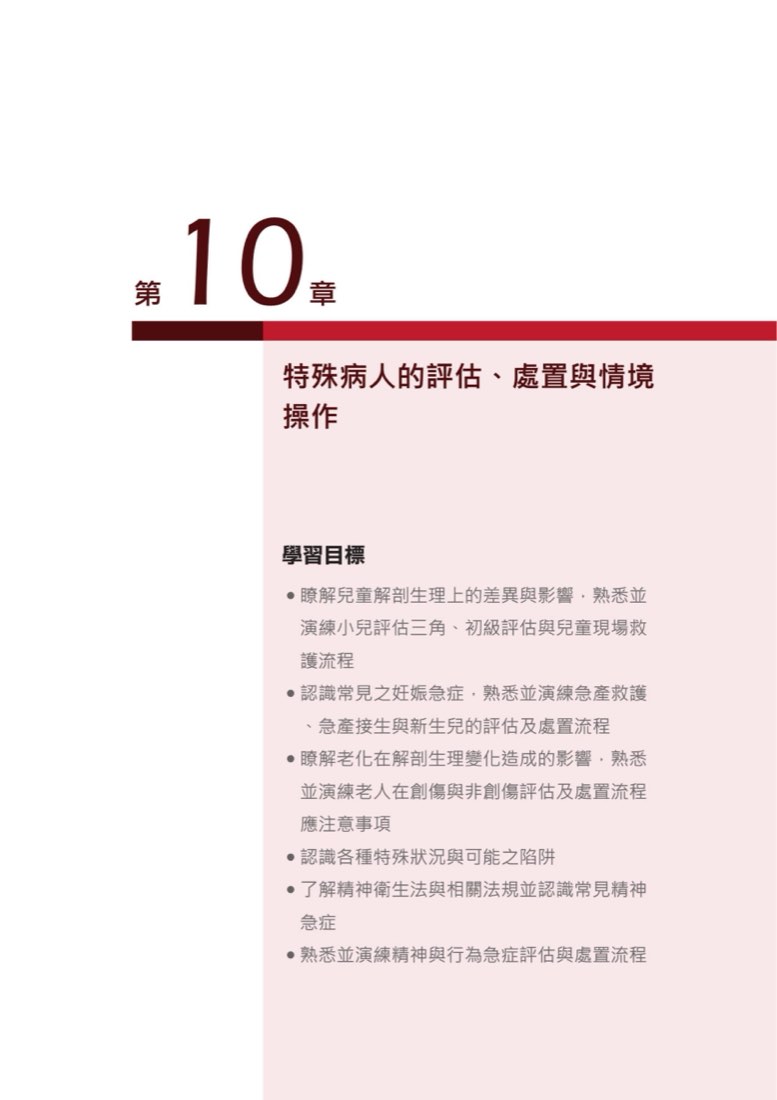 第10章
特殊病人的評估、處置與情境
操作
學習目標
•瞭解兒童解剖生理上的差異與影響，熟悉並
演練小兒評估三角、初級評估與兒童現場救
護流程
•認識常見之妊娠急症，熟悉並演練急產救護
、急產接生與新生兒的評估及處置流程
•瞭解老化在解剖生理變化造成的影響，熟悉
並演練老人在創傷與非創傷評估及處置流程
應注意事項
•認識各種特殊狀況與可能之陷阱
•了解精神衛生法與相關法規並認識常見精神
急症
•熟悉並演練精神與行為急症評估與處置流程